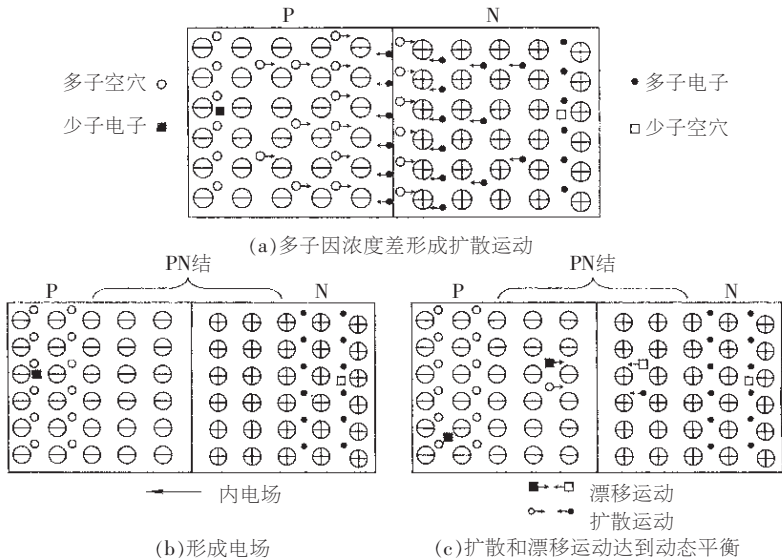 P N
多子空穴
少子电子
多子电子
少子空穴
(a)多子因浓度差形成扩散运动
PN结
P N
内电场
(b)形成电场
PN结
P N
漂移运动
扩散运动
(c)扩散和漂移运动达到动态平衡